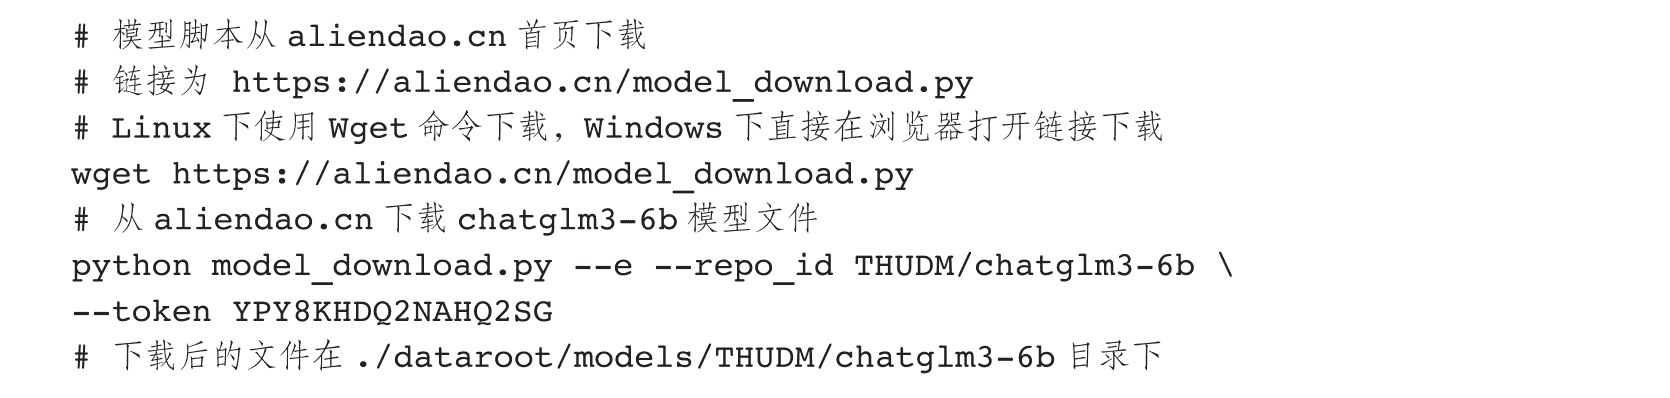 # 模型脚本从 aliendao.cn 首页下载
# 链接为 https://aliendao.cn/model_download.py
# Linux 下使用 Wget 命令下载，Windows 下直接在浏览器打开链接下载
wget https://aliendao.cn/model_download.py
# 从 aliendao.cn 下载 chatglm3-6b 模型文件
python model_download.py --e --repo_id THUDM/chatglm3-6b \
--token YPY8KHDQ2NAHQ2SG
# 下载后的文件在 ./dataroot/models/THUDM/chatglm3-6b 目录下